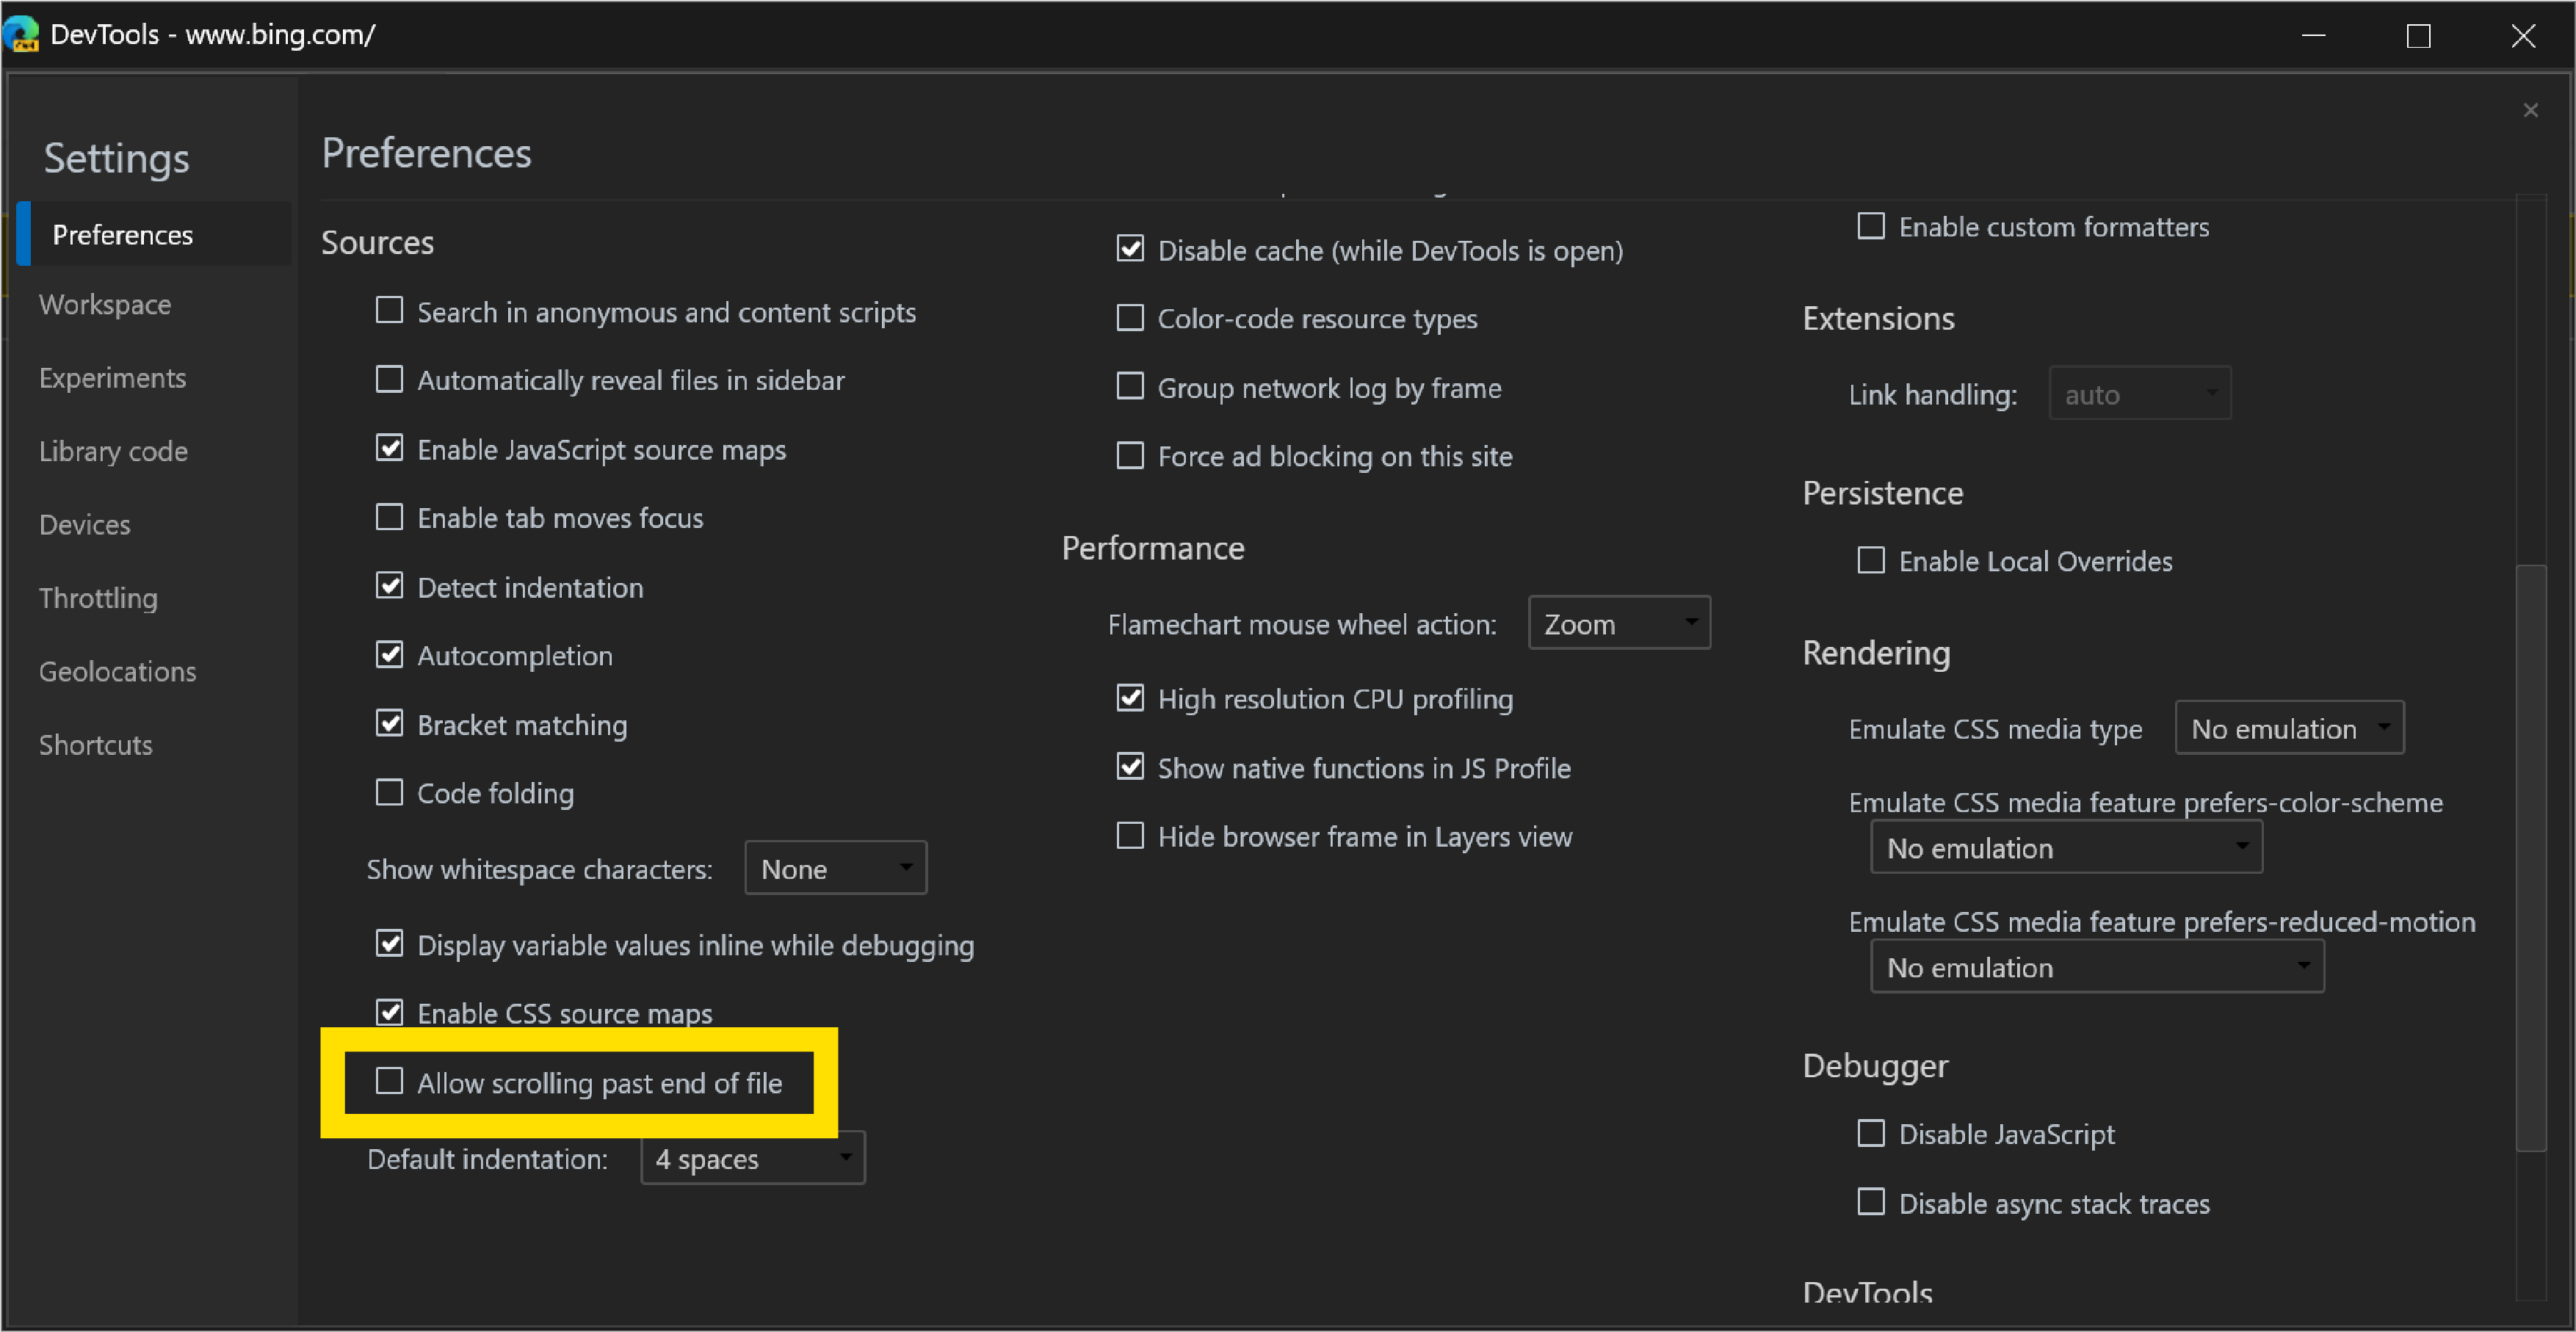 DevTools - www.bing.com/
Settings
Preferences
Workspace
Experiments
Library code
Devices
Throttling
Geolocations
Shortcuts
Preferences
Sources
Search in anonymous and content scripts
Automatically reveal files in sidebar
Enable JavaScript source maps
Enable tab moves focus
Detect indentation
Autocompletion
Bracket matching
Code folding
Show whitespace characters: None
Display variable values inline while debugging
Enable CSS source maps
Allow scrolling past end of file
Default indentation: 4 spaces
Disable cache (while DevTools is open)
Color-code resource types
Group network log by frame
Force ad blocking on this site
Performance
Flamechart mouse wheel action: Zoom
High resolution CPU profiling
Show native functions in JS Profile
Hide browser frame in Layers view
Enable custom formatters
Extensions
Link handling: auto
Persistence
Enable Local Overrides
Rendering
Emulate CSS media type No emulation
Emulate CSS media feature prefers-color-scheme
No emulation
Emulate CSS media feature prefers-reduced-motion
No emulation
Debugger
Disable JavaScript
Disable async stack traces
DevTools